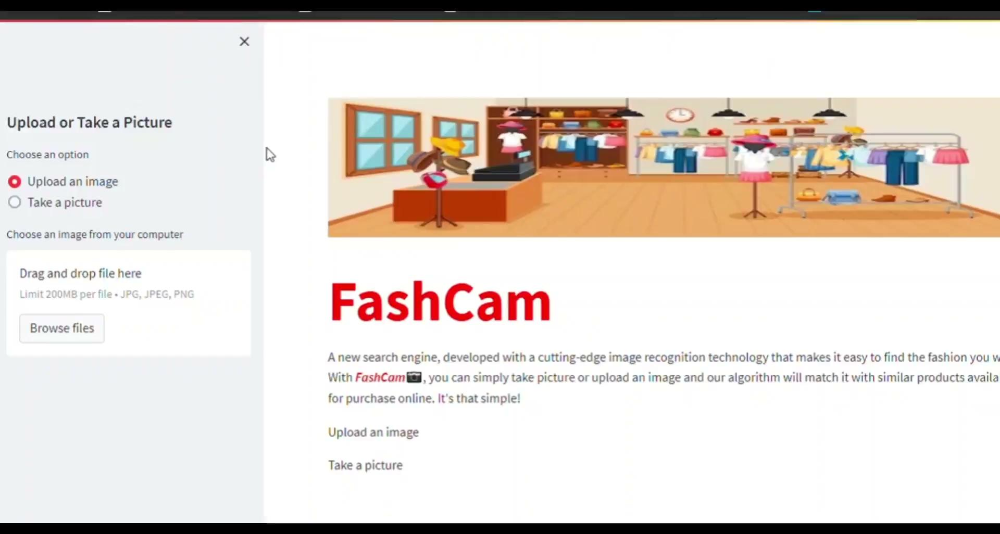 Upload or Take a Picture
Choose an option
Upload an image
Take a picture
Choose an image from your computer
Drag and drop file here
Limit 200MB per file • JPG, JPEG, PNG
Browse files
FashCam
A new search engine, developed with a cutting-edge image recognition technology that makes it easy to find the fashion you
With FashCam📷, you can simply take picture or upload an image and our algorithm will match it with similar products
for purchase online. It's that simple!
Upload an image
Take a picture